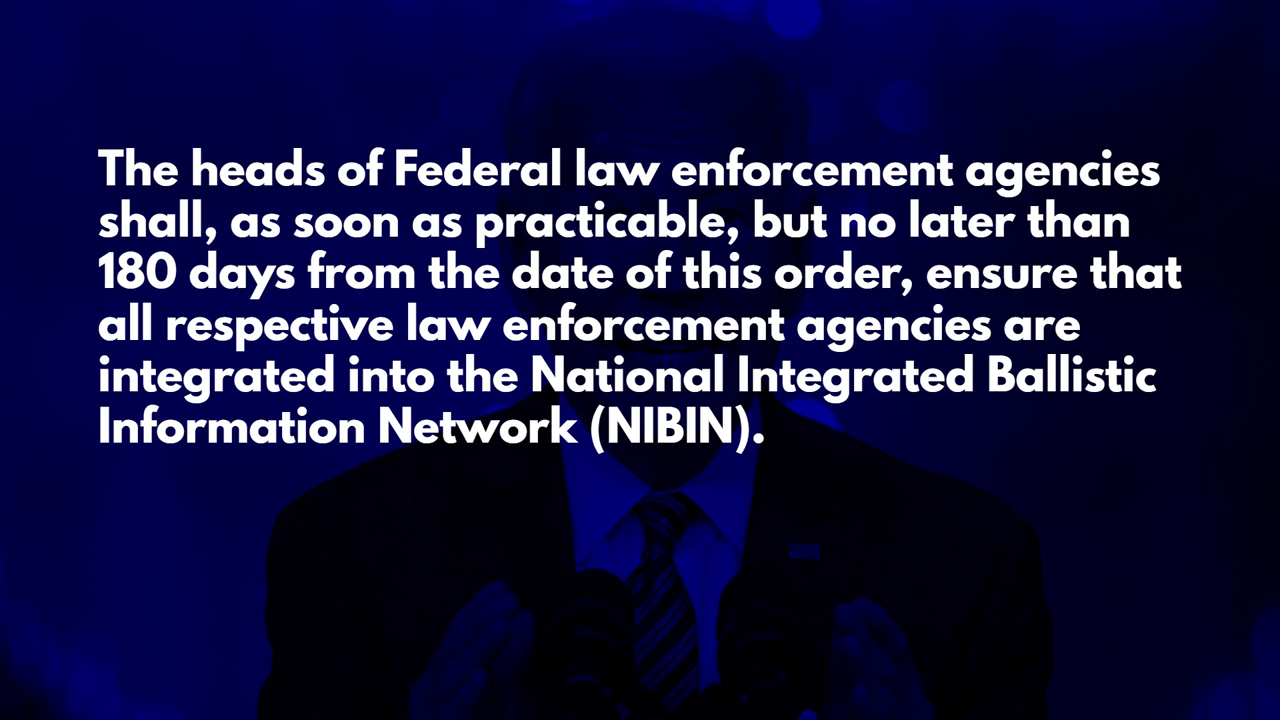 The heads of Federal law enforcement agencies
shall, as soon as practicable, but no later than
180 days from the date of this order, ensure that
all respective law enforcement agencies are
integrated into the National Integrated Ballistic
Information Network (NIBIN).